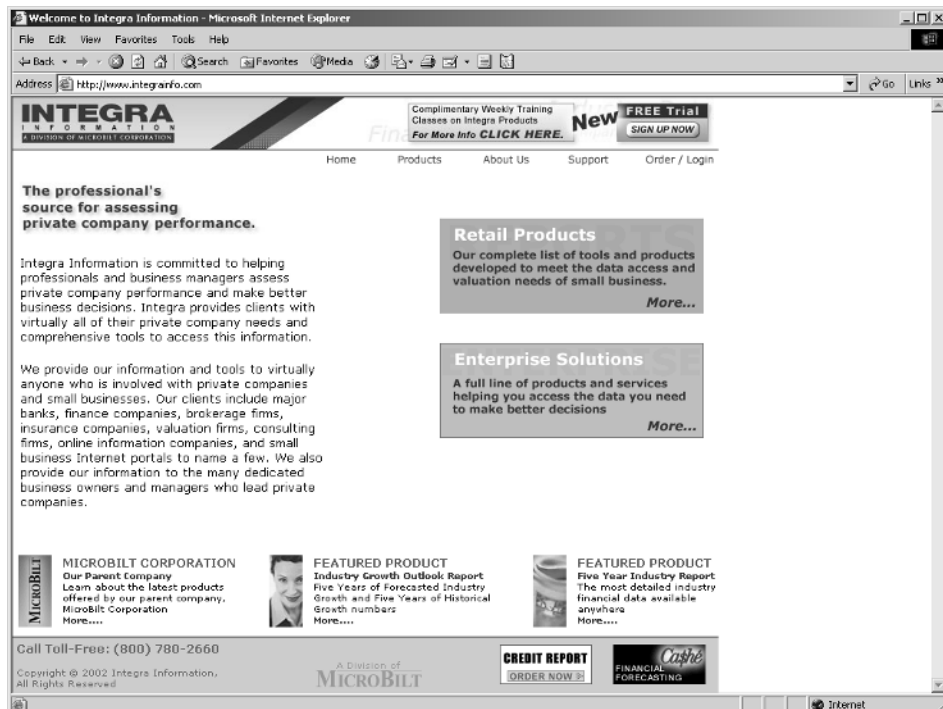 Welcome to Integra Information - Microsoft Internet Explorer
File Edit View Favorites Tools Help
Back Search Favorites Media
Address http://www.integrainfo.com Go Links »
INTEGRA
INFORMATION
A DIVISION OF MICROBILT CORPORATION
Complimentary Weekly Training
Classes on Integra Products
For More Info CLICK HERE.
New
FREE Trial
SIGN UP NOW
Home Products About Us Support Order / Login
The professional's
source for assessing
private company performance.
Integra Information is committed to helping
professionals and business managers assess
private company performance and make better
business decisions. Integra provides clients with
virtually all of their private company needs and
comprehensive tools to access this information.
We provide our information and tools to virtually
anyone who is involved with private companies
and small businesses. Our clients include major
banks, finance companies, brokerage firms,
insurance companies, valuation firms, consulting
firms, online information companies, and small
business Internet portals to name a few. We also
provide our information to the many dedicated
business owners and managers who lead private
companies.
Retail Products
Our complete list of tools and products
developed to meet the data access and
valuation needs of small business.
More...
Enterprise Solutions
A full line of products and services
helping you access the data you need
to make better decisions
More...
MICROBILT
MICROBILT CORPORATION
Our Parent Company
Learn about the latest products
offered by our parent company,
MicroBilt Corporation
More....
FEATURED PRODUCT
Industry Growth Outlook Report
Five Years of Forecasted Industry
Growth and Five Years of Historical
Growth numbers
More....
FEATURED PRODUCT
Five Year Industry Report
The most detailed industry
financial data available
anywhere
More....
Call Toll-Free: (800) 780-2660
Copyright @ 2002 Integra Information,
All Rights Reserved
A Division of
MICROBILT
CREDIT REPORT
ORDER NOW
Cashé
FINANCIAL
FORECASTING
Internet